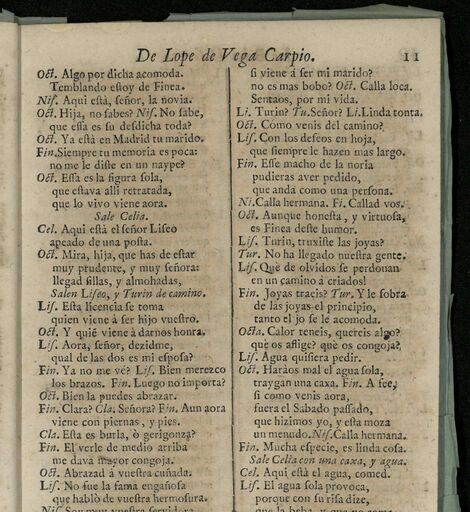 De Lope de Vega Carpio. 11
Oct. Algo por dicha acomoda.
Temblando estoy de Finea.
Nis. Aqui està, señor, la novia.
Oct. Hija, no sabes? Nis. No sabe,
que esta es su desdicha toda?
Oct. Ya està en Madrid tu marido.
Fin. Siempre tu memoria es poca:
no me le diste en un naype?
Oct. Essa es la figura sola,
que estava alli retratada,
que lo vivo viene aora.
Sale Celia.
Cel. Aqui està el señor Liseo
apeado de una posta.
Oct. Mira, hija, que has de estar
muy prudente, y muy señora:
llegad sillas, y almohadas,
Salen Liseo, y Turin de camino.
Lis. Esta licencia se toma
quien viene à ser hijo vuestro.
Oct. Y quiè viene à darnos honra.
Lis. Aora, señor, dezidme,
qual de las dos es mi esposa?
Fin. Ya no me vè? Lis. Bien merezco
los brazos. Fin. Luego no importa?
Oct. Bien la puedes abrazar.
Fin. Clara? Cla. Señora? Fin. Aun aora
viene con piernas, y pies.
Cla. Esta es burla, ò gerigonza?
Fin. El verle de medio arriba
me dava mayor congoja.
Oct. Abrazad à vuestra cuñada.
Lis. No fue la fama engañosa
que hablò de vuestra hermosura.
Nis. Soy muy vuestra servidora
si viene à ser mi marido?
no es mas bobo? Oct. Calla loca.
Sentaos, por mi vida.
Li. Turin? Tu. Señor? Li. Linda tonta.
Oct. Còmo venis del camino?
Lis. Con los deseos en hoja,
que siempre le hazen mas largo.
Fin. Esse macho de la noria
pudieras aver pedido,
que anda como una persona.
Ni. Calla hermana. Fi. Callad vos.
Oct. Aunque honesta, y virtuosa,
es Finea deste humor.
Lis. Turin, truxiste las joyas?
Tur. No ha llegado nuestra gente.
Lis. Què de olvidos se perdonan
en un camino à criados!
Fin. Joyas traeis? Tur. Y le sobra
de las joyas el principio,
tanto el jo se le acomoda.
Octa. Calor teneis, quereis algo?
que os aflige? què os congoja?
Lis. Agua quisiera pedir.
Oct. Haràos mal el agua sola,
traygan una caxa. Fin. A fee,
si como venis aora,
fuera el Sabado passado,
que hizimos yo, y esta moza
un menudo. Nis. Calla hermana.
Fin. Mucha especie, es linda cosa.
Sale Celia con una caxa, y agua.
Cel. Aqui està el agua, comed.
Lis. El agua sola provoca,
porque con su risa dize,
que la beba, y que no coma